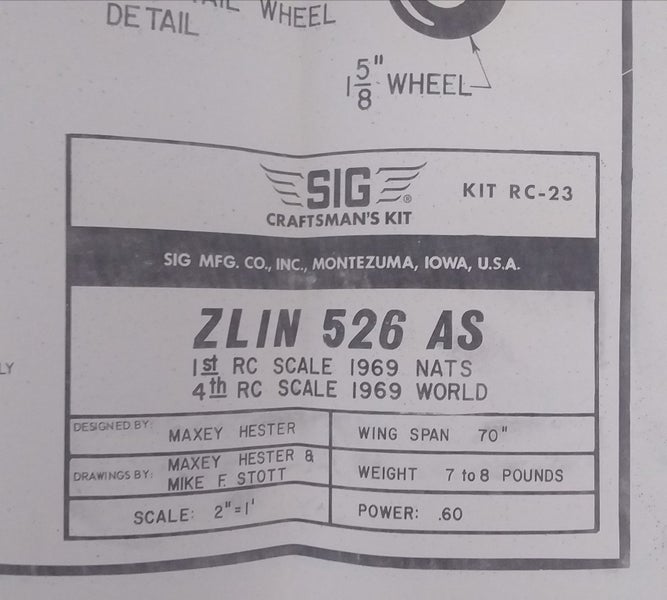 TAIL WHEEL
DETAIL
1 5/8" WHEEL
SIG®
CRAFTSMAN'S KIT
KIT RC-23
SIG MFG. CO., INC., MONTEZUMA, IOWA, U.S.A.
ZLIN 526 AS
1st RC SCALE 1969 NATS
4th RC SCALE 1969 WORLD
LY
DESIGNED BY: MAXEY HESTER
WING SPAN 70"
DRAWINGS BY: MAXEY HESTER &
MIKE F. STOTT
WEIGHT 7 to 8 POUNDS
SCALE: 2"=1'
POWER: .60